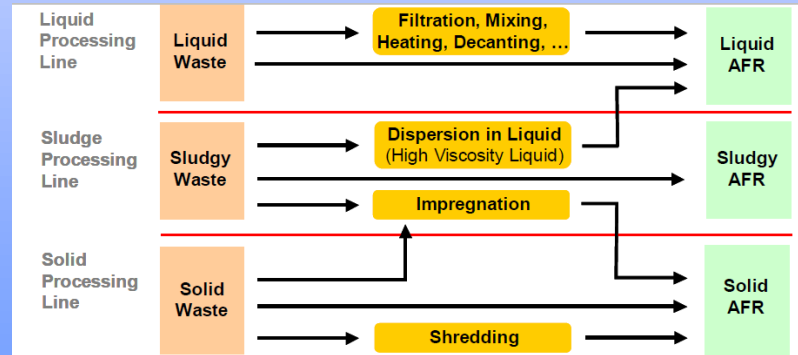 Liquid
Processing
Line
Liquid
Waste
Filtration, Mixing,
Heating, Decanting, ...
Liquid
AFR
Sludge
Processing
Line
Sludgy
Waste
Dispersion in Liquid
(High Viscosity Liquid)
Impregnation
Sludgy
AFR
Solid
Processing
Line
Solid
Waste
Shredding
Solid
AFR